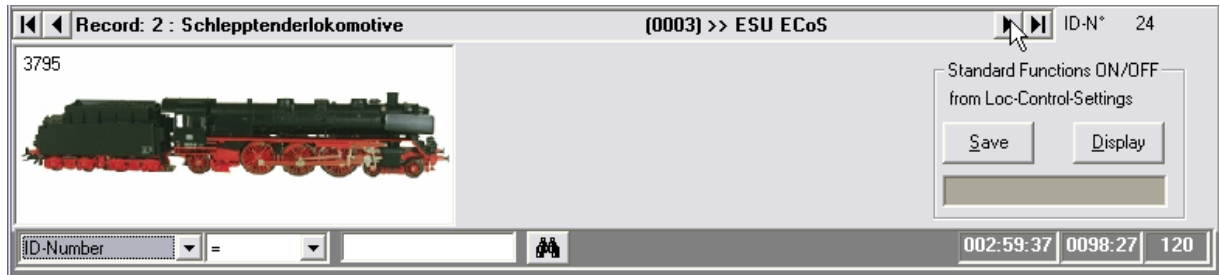 Record: 2 : Schlepptenderlokomotive (0003) >> ESU ECoS ID-N° 24
3795
Standard Functions ON/OFF
from Loc-Control-Settings
Save Display
ID-Number = 002:59:37 0098:27 120